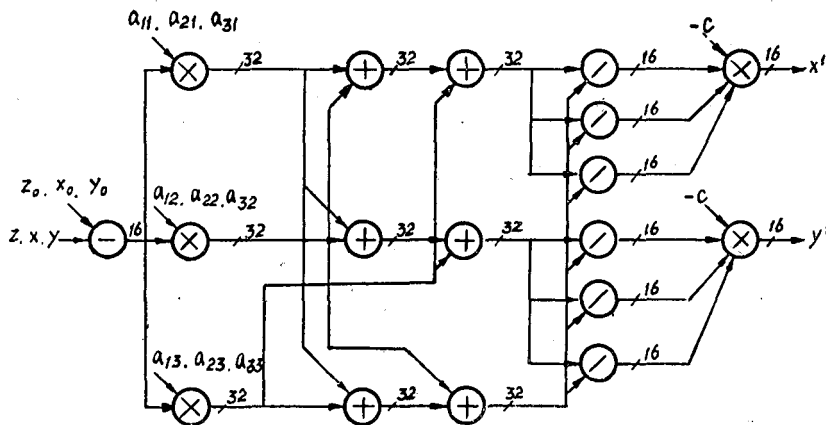 a11, a21, a31
32
+
32
+
32
16
-c
16
x'
16
16
z0, x0, y0
a12, a22, a32
z, x, y
16
32
+
32
+
32
16
-c
16
y'
16
16
a13, a23, a33
32
+
32
+
32